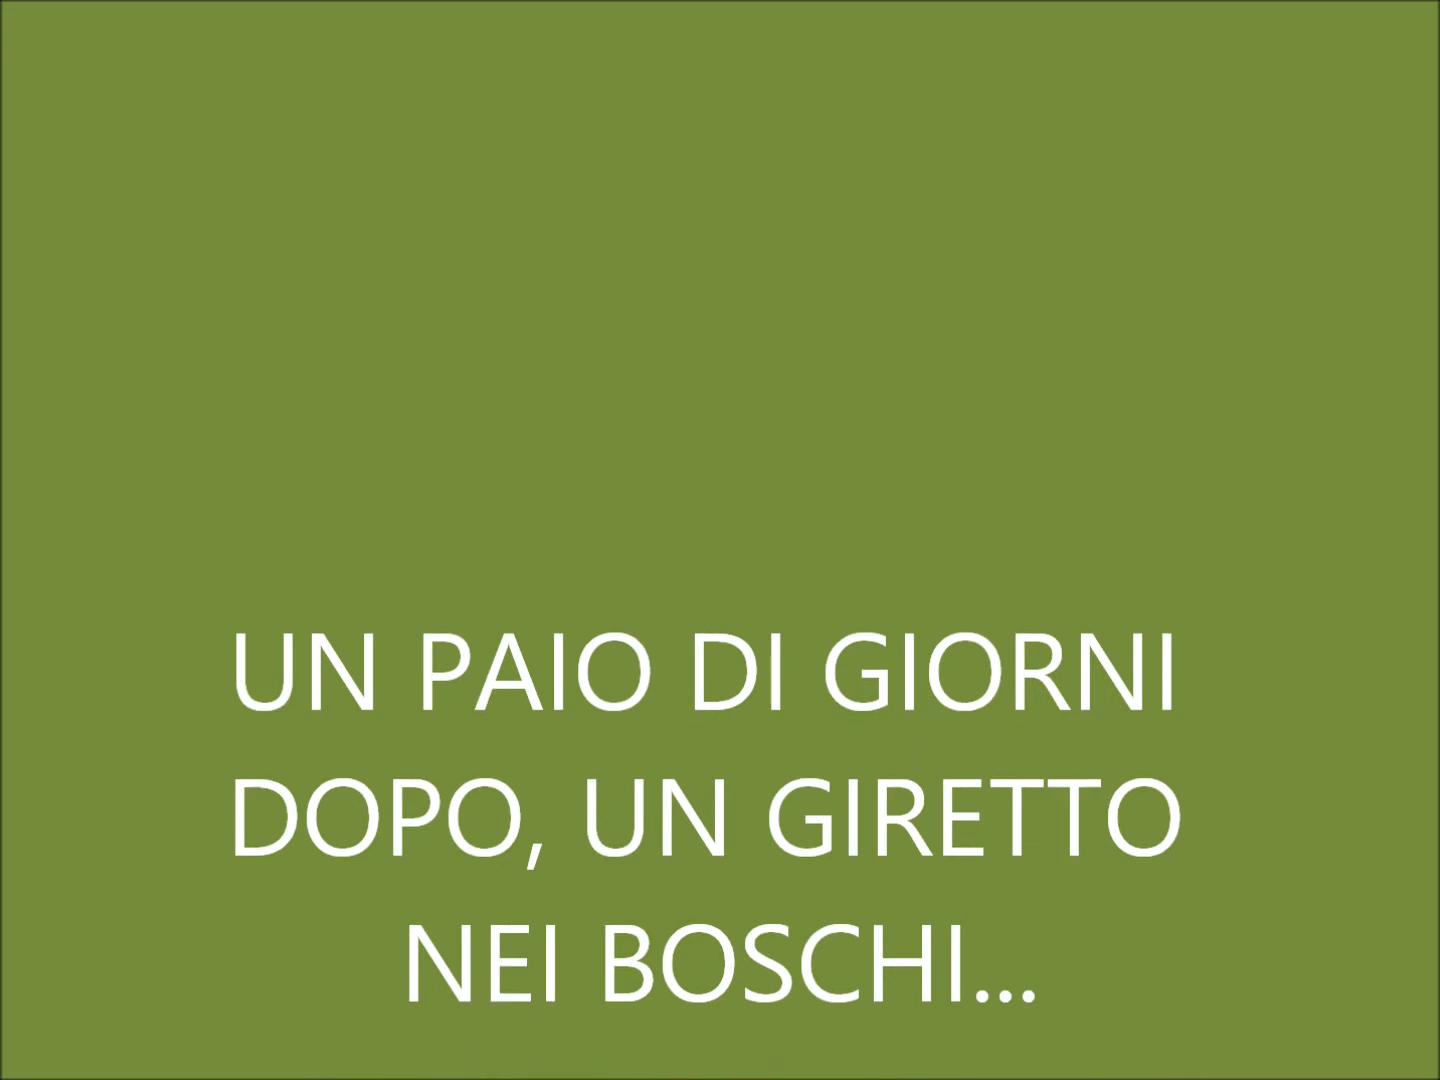 UN PAIO DI GIORNI
DOPO, UN GIRETTO
NEI BOSCHI...